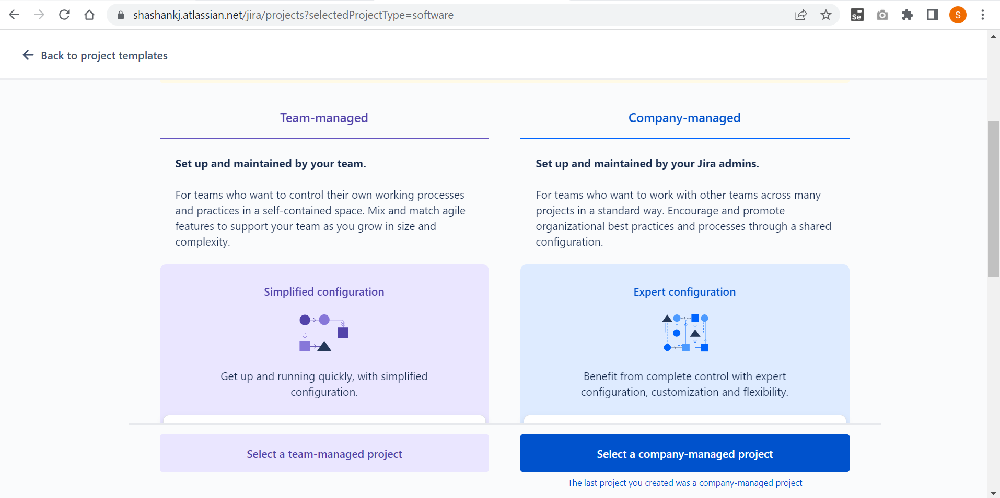 shashankj.atlassian.net/jira/projects?selectedProjectType=software
Se
S
Back to project templates
Team-managed
Set up and maintained by your team.
For teams who want to control their own working processes
and practices in a self-contained space. Mix and match agile
features to support your team as you grow in size and
complexity.
Simplified configuration
Get up and running quickly, with simplified
configuration.
Select a team-managed project
Company-managed
Set up and maintained by your Jira admins.
For teams who want to work with other teams across many
projects in a standard way. Encourage and promote
organizational best practices and processes through a shared
configuration.
Expert configuration
Benefit from complete control with expert
configuration, customization and flexibility.
Select a company-managed project
The last project you created was a company-managed project